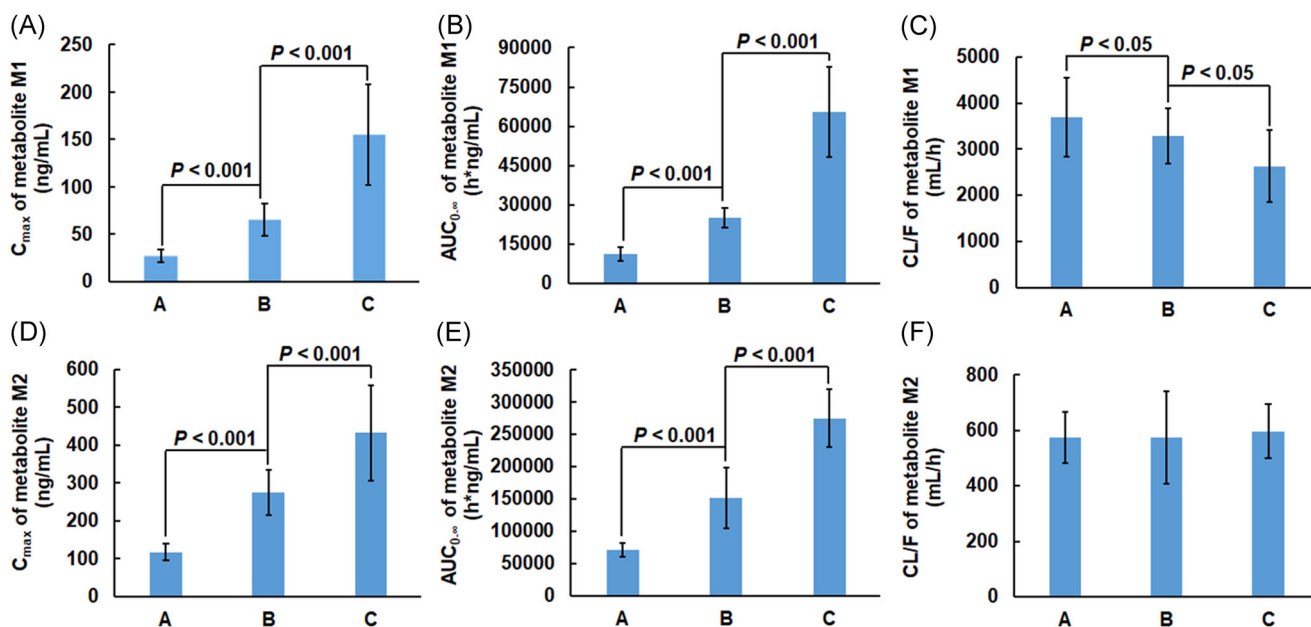 (A)
C_max of metabolite M1
(ng/mL)
250
200
150
100
50
0
P < 0.001
P < 0.001
A B C
(B)
AUC_0-∞ of metabolite M1
(h*ng/mL)
90000
75000
60000
45000
30000
15000
0
P < 0.001
P < 0.001
A B C
(C)
CL/F of metabolite M1
(mL/h)
5000
4000
3000
2000
1000
0
P < 0.05
P < 0.05
A B C
(D)
C_max of metabolite M2
(ng/mL)
600
500
400
300
200
100
0
P < 0.001
P < 0.001
A B C
(E)
AUC_0-∞ of metabolite M2
(h*ng/mL)
350000
300000
250000
200000
150000
100000
50000
0
P < 0.001
P < 0.001
A B C
(F)
CL/F of metabolite M2
(mL/h)
800
600
400
200
0
A B C